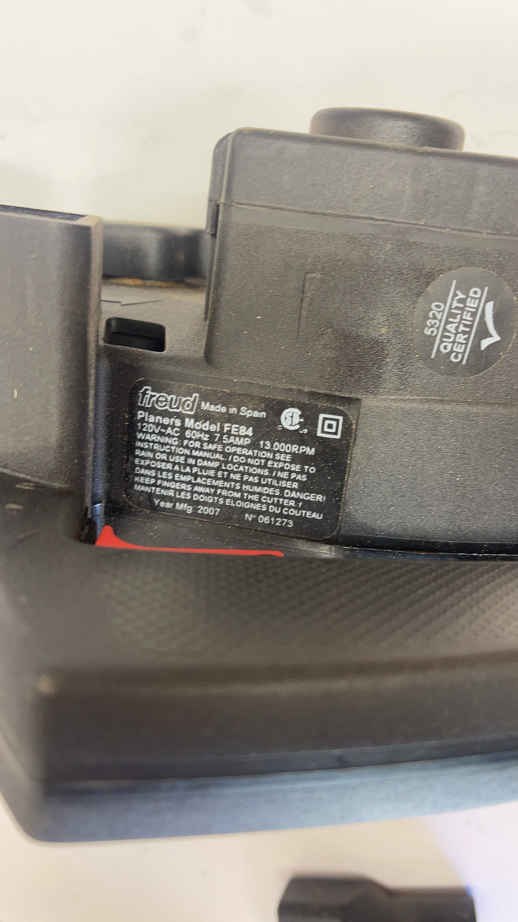 freud Made in Spain
Planers Model FE84
120V~AC 60Hz 7.5AMP 13.000RPM
WARNING: FOR SAFE OPERATION SEE
INSTRUCTION MANUAL. / DO NOT EXPOSE TO
RAIN OR USE IN DAMP LOCATIONS. / NE PAS
EXPOSER A LA PLUIE ET NE PAS UTILISER
DANS LES EMPLACEMENTS HUMIDES. DANGER!
KEEP FINGERS AWAY FROM THE CUTTER. !
MANTENIR LES DOIGTS ELOIGNES DU COUTEAU
Year Mfg. 2007 N° 061273
5320
QUALITY
CERTIFIED